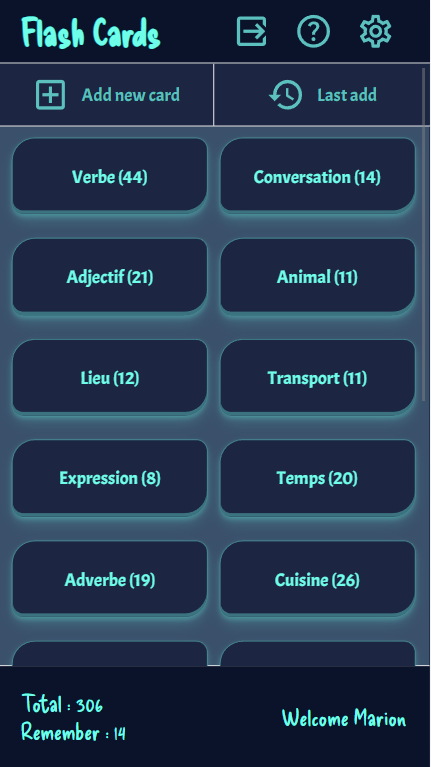 Flash Cards
Add new card
Last add
Verbe (44)
Conversation (14)
Adjectif (21)
Animal (11)
Lieu (12)
Transport (11)
Expression (8)
Temps (20)
Adverbe (19)
Cuisine (26)
Total : 306
Remember : 14
Welcome Marion